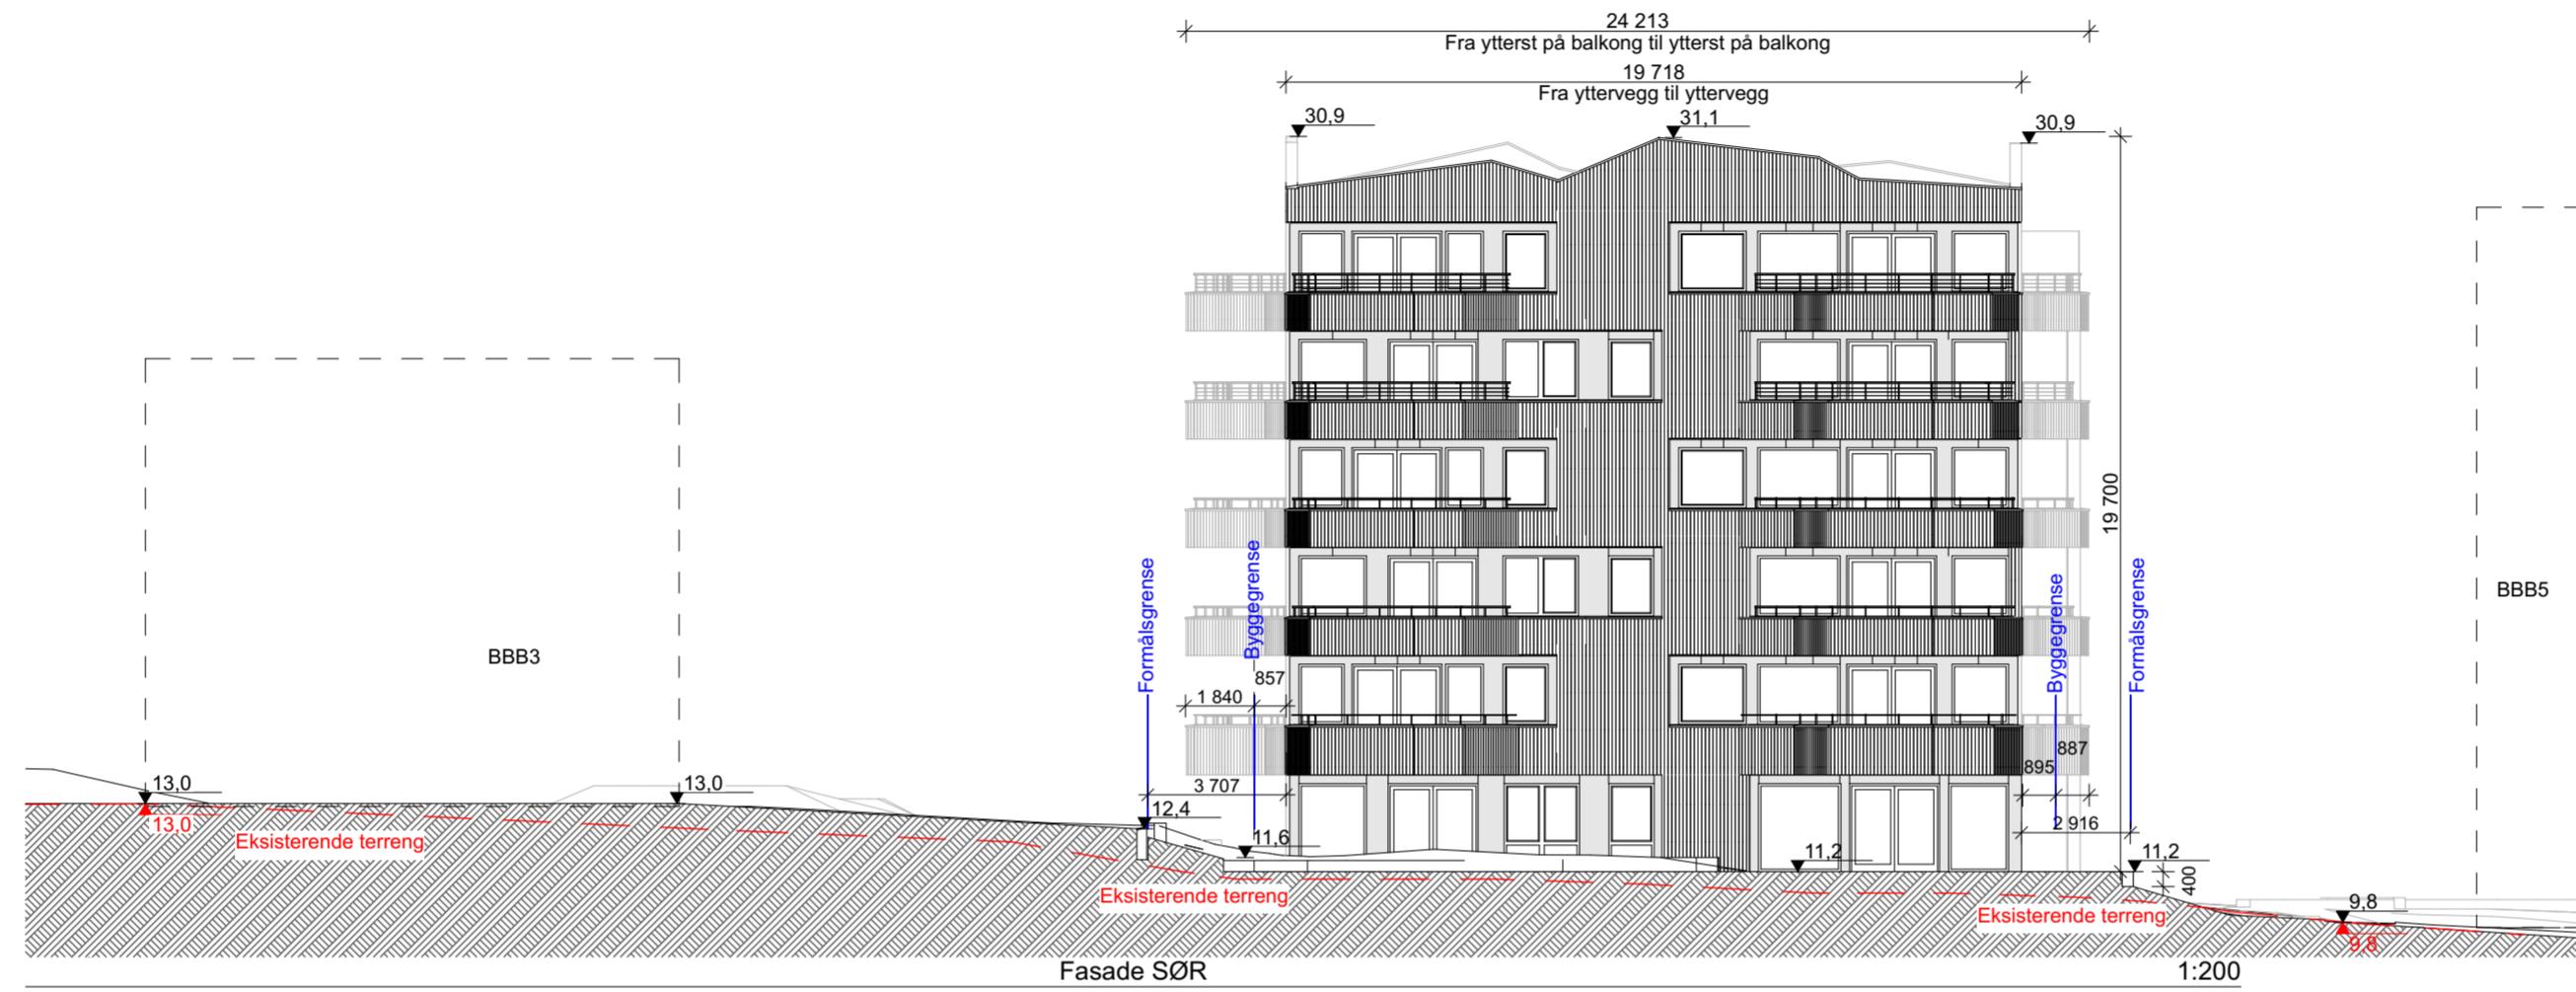 24 213
Fra ytterst på balkong til ytterst på balkong
19 718
Fra yttervegg til yttervegg
30,9
31,1
30,9
19 700
Formålsgrense
Byggegrense
Byggegrense
Formålsgrense
BBB3
BBB5
857
1 840
887
895
3 707
2 916
13,0
13,0
13,0
12,4
11,6
11,2
11,2
400
9,8
9,8
Eksisterende terreng
Eksisterende terreng
Eksisterende terreng
Fasade SØR
1:200